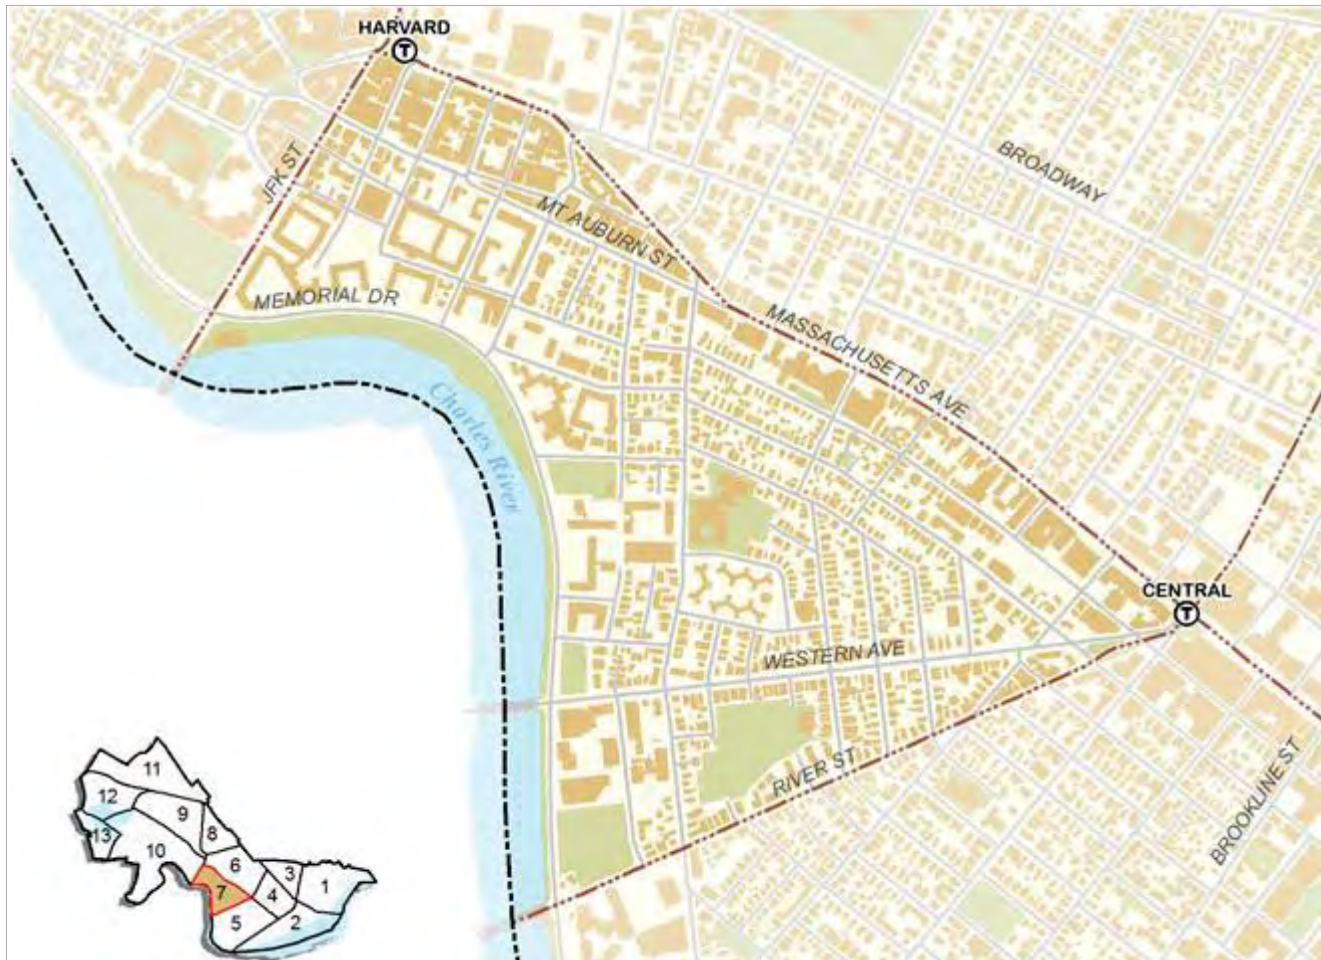 HARVARD
T
JFK ST
BROADWAY
MT AUBURN ST
MEMORIAL DR
MASSACHUSETTS AVE
Charles River
CENTRAL
T
WESTERN AVE
RIVER ST
BROOKLINE ST
11
12
9
8
13
10
6
3
7
4
1
5
2